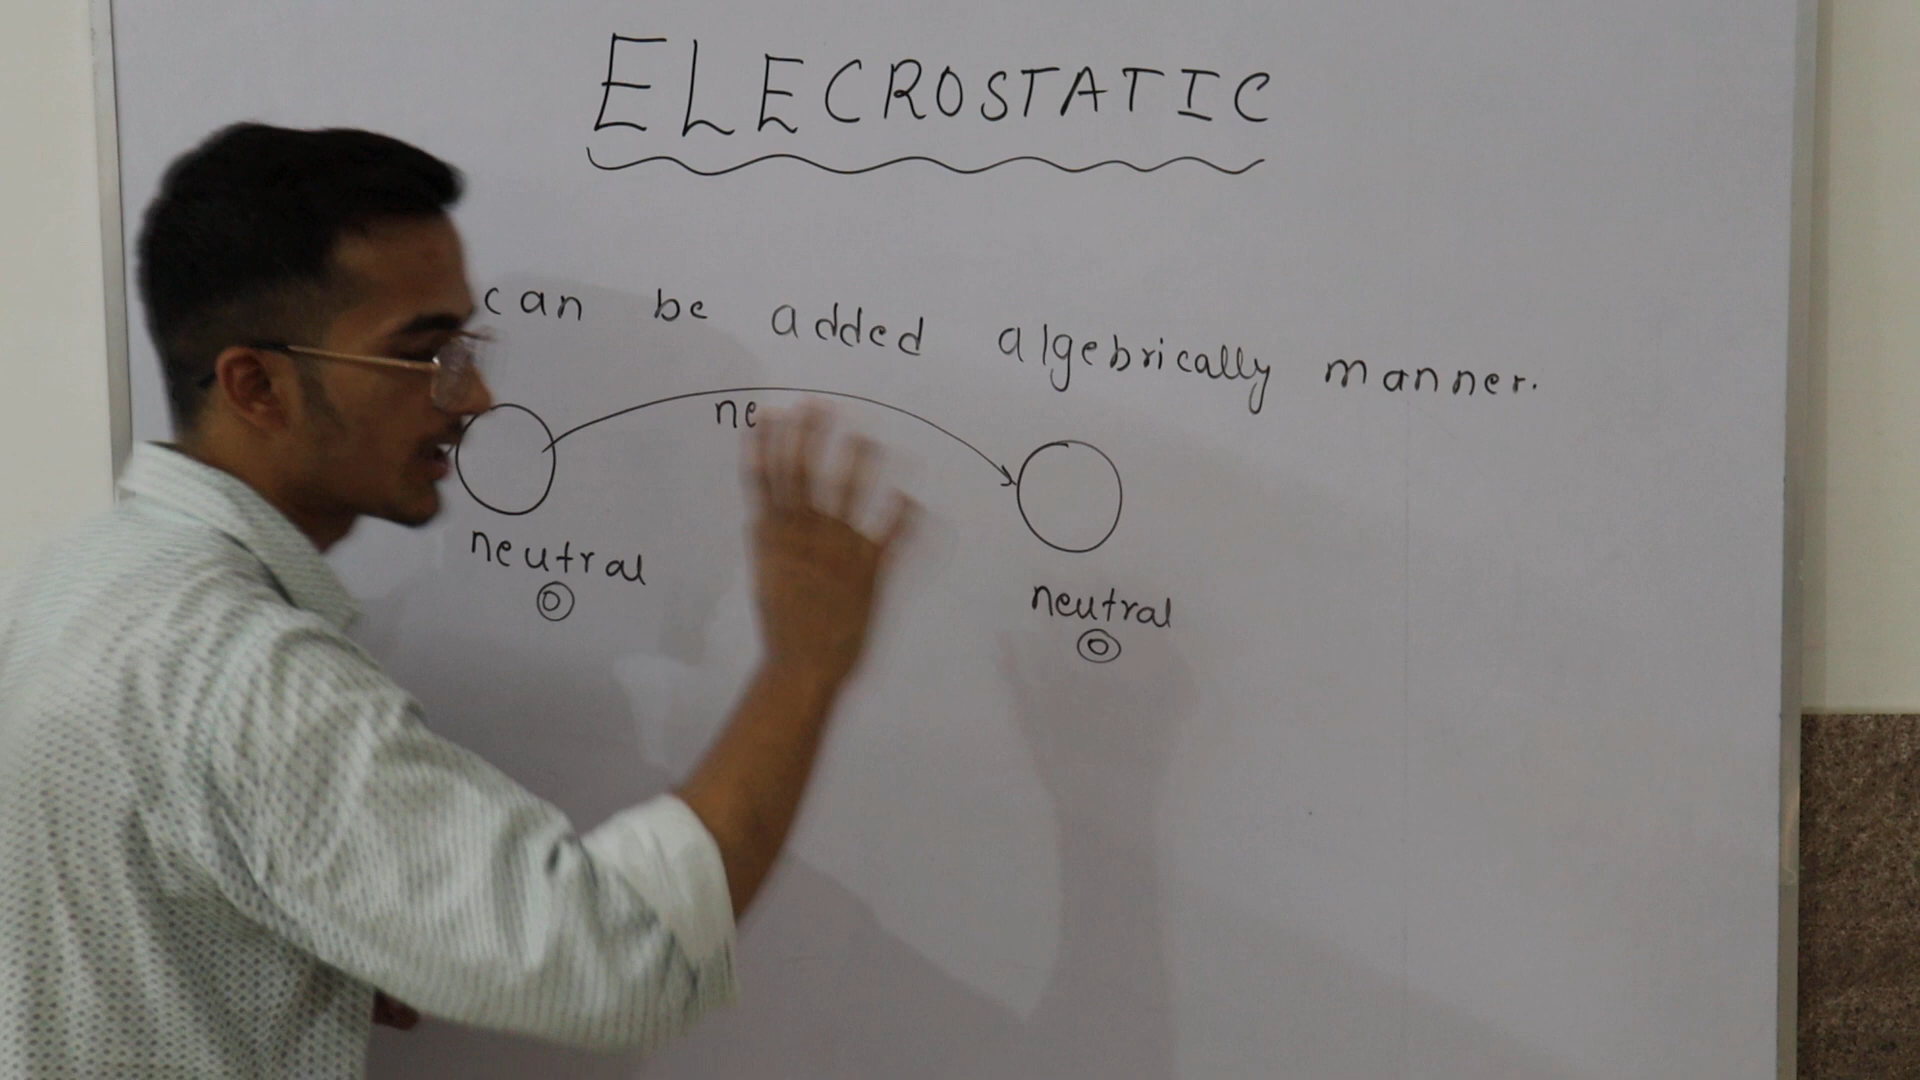 ELECROSTATIC
can be added algebrically manner.
ne
neutral neutral
0 0